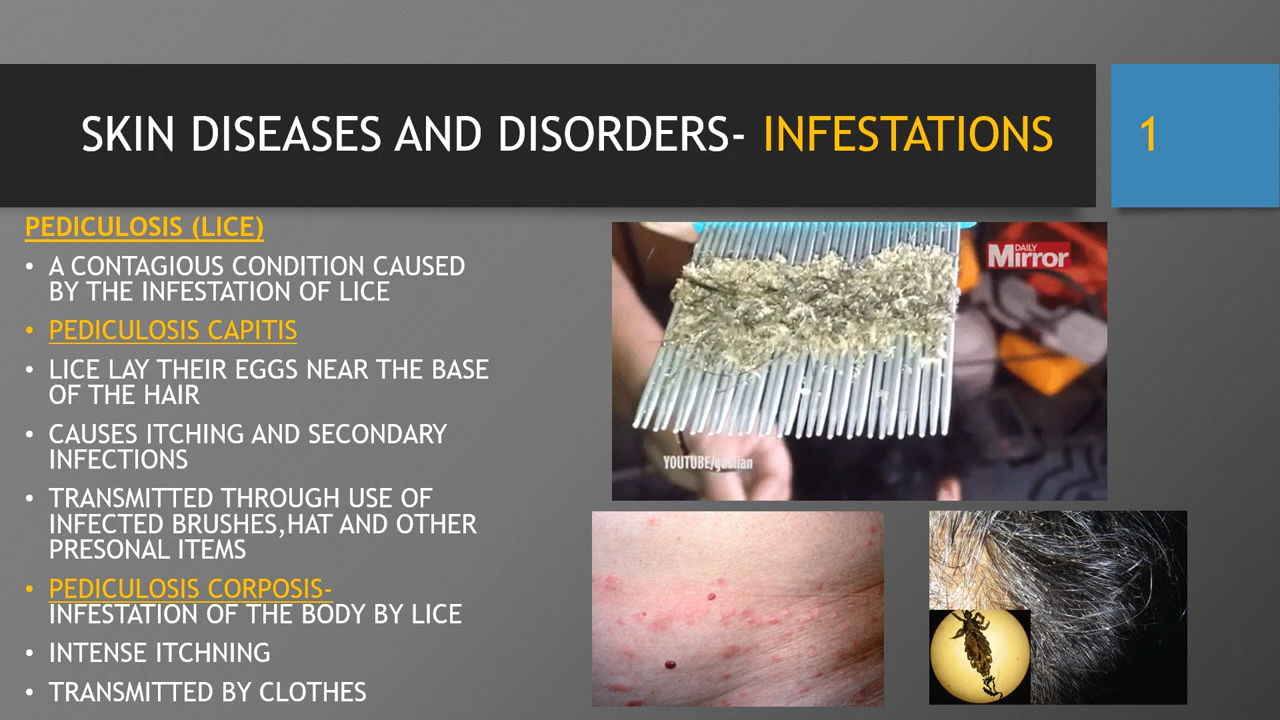 SKIN DISEASES AND DISORDERS- INFESTATIONS
1
PEDICULOSIS (LICE)
• A CONTAGIOUS CONDITION CAUSED
BY THE INFESTATION OF LICE
• PEDICULOSIS CAPITIS
• LICE LAY THEIR EGGS NEAR THE BASE
OF THE HAIR
• CAUSES ITCHING AND SECONDARY
INFECTIONS
• TRANSMITTED THROUGH USE OF
INFECTED BRUSHES,HAT AND OTHER
PRESONAL ITEMS
• PEDICULOSIS CORPOSIS-
INFESTATION OF THE BODY BY LICE
• INTENSE ITCHNING
• TRANSMITTED BY CLOTHES
DAILY
Mirror